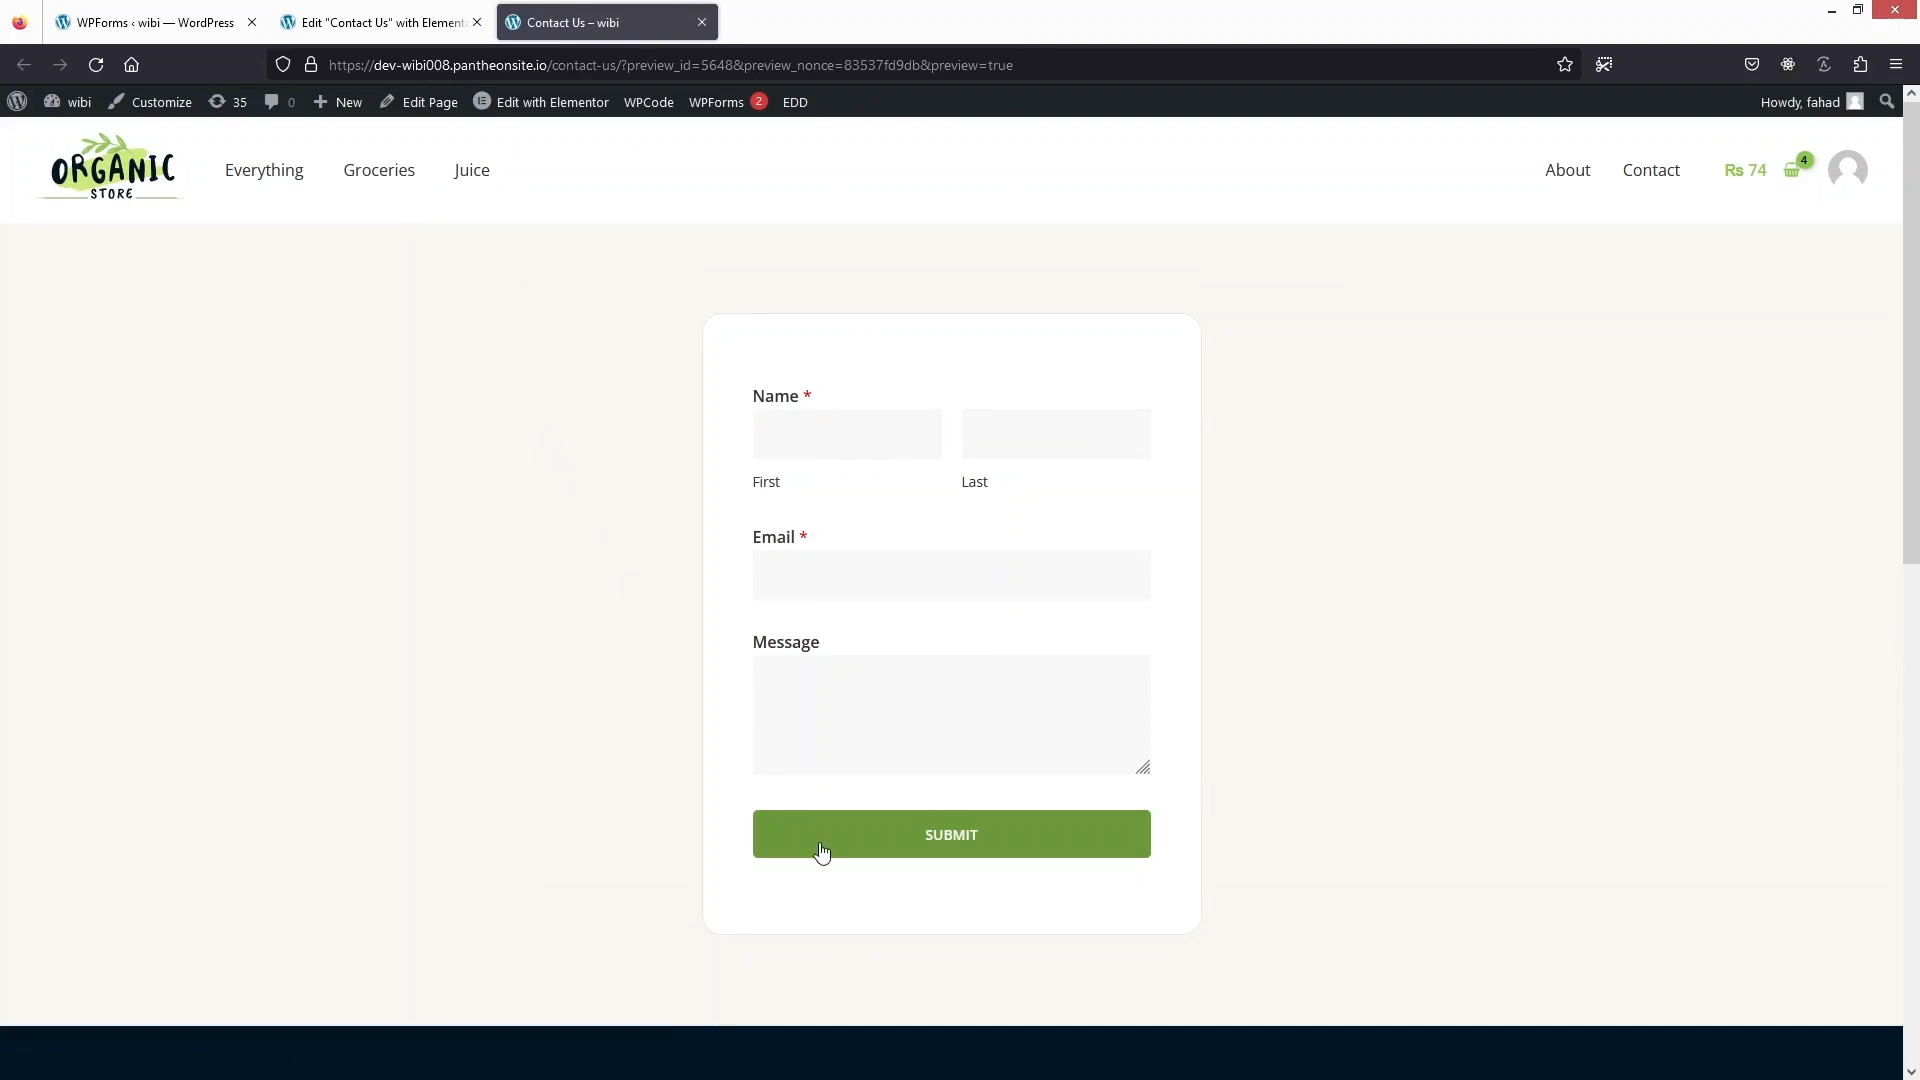 WPForms ‹ wibi — WordPress
Edit "Contact Us" with Elemento
Contact Us – wibi
https://dev-wibi008.pantheonsite.io/contact-us/?preview_id=5648&preview_nonce=83537fd9db&preview=true
wibi
Customize
35
0
New
Edit Page
Edit with Elementor
WPCode
WPForms 2
EDD
Howdy, fahad
ORGANIC
STORE
Everything
Groceries
Juice
About
Contact
₨ 74
4
Name *
First
Last
Email *
Message
SUBMIT